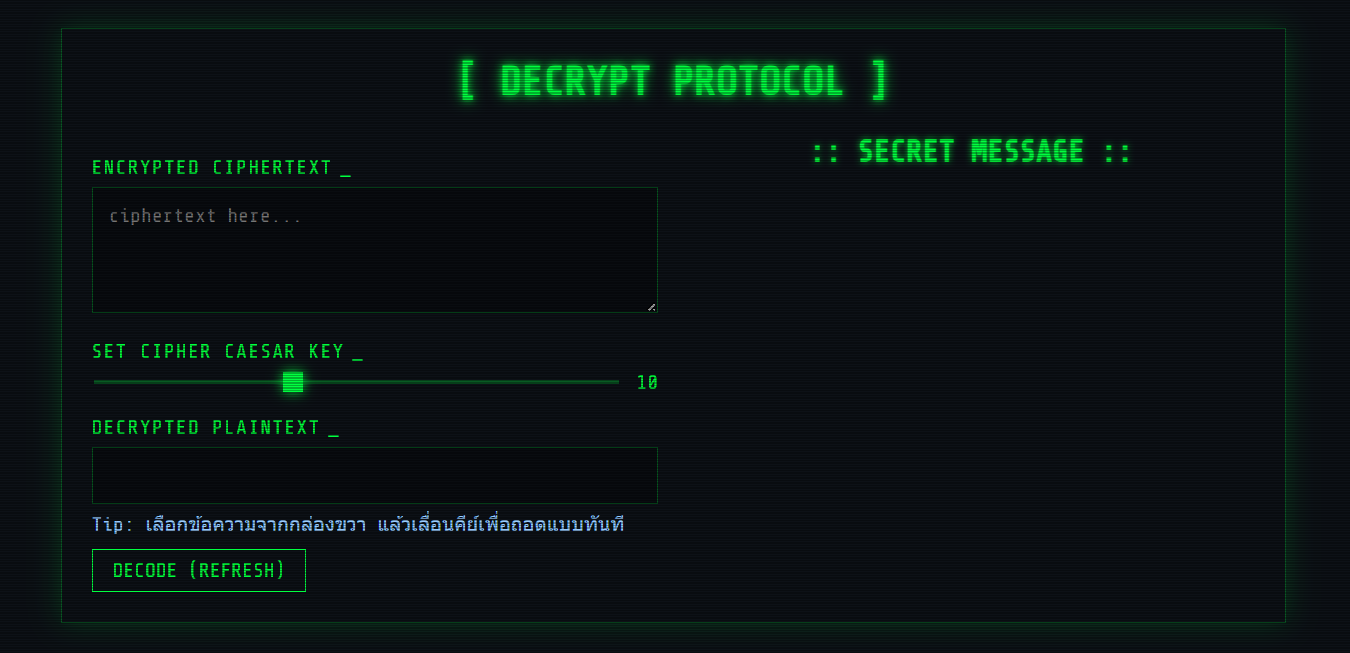 [ DECRYPT PROTOCOL ]
ENCRYPTED CIPHERTEXT _
ciphertext here...
SET CIPHER CAESAR KEY _
10
DECRYPTED PLAINTEXT _
Tip: เลือกข้อความจากกล่องขวา แล้วเลื่อนคีย์เพื่อถอดแบบทันที
DECODE (REFRESH)
:: SECRET MESSAGE ::